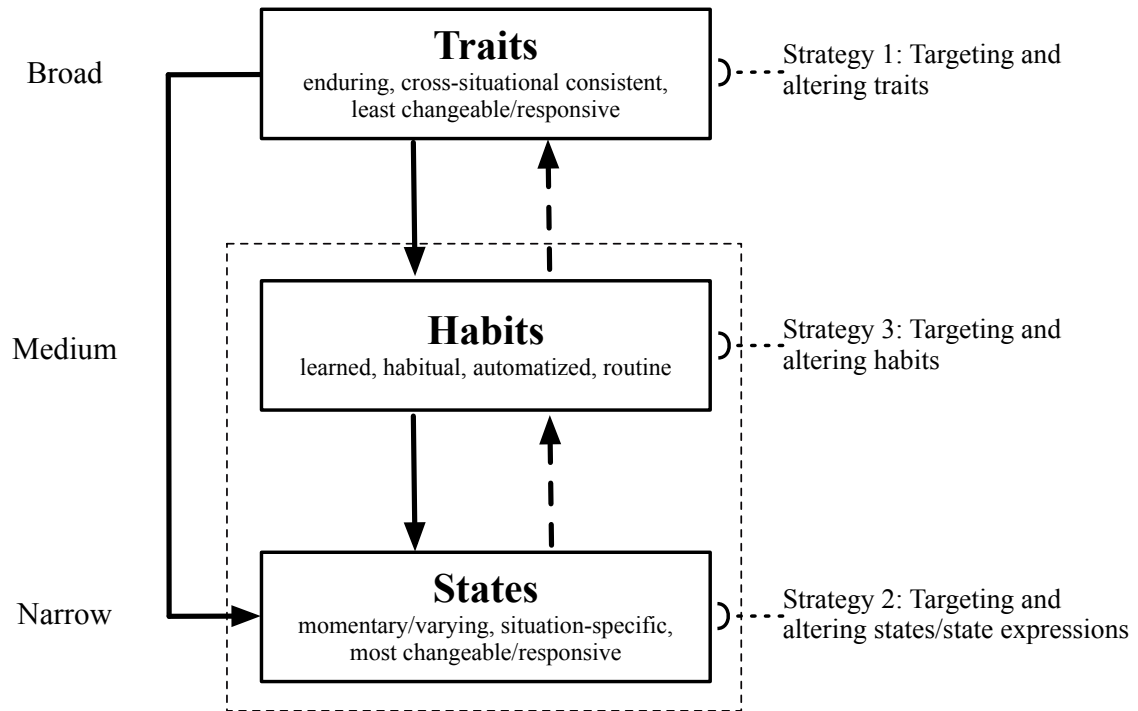 Broad
Traits
enduring, cross-situational consistent,
least changeable/responsive
Strategy 1: Targeting and
altering traits
Medium
Habits
learned, habitual, automatized, routine
Strategy 3: Targeting and
altering habits
Narrow
States
momentary/varying, situation-specific,
most changeable/responsive
Strategy 2: Targeting and
altering states/state expressions